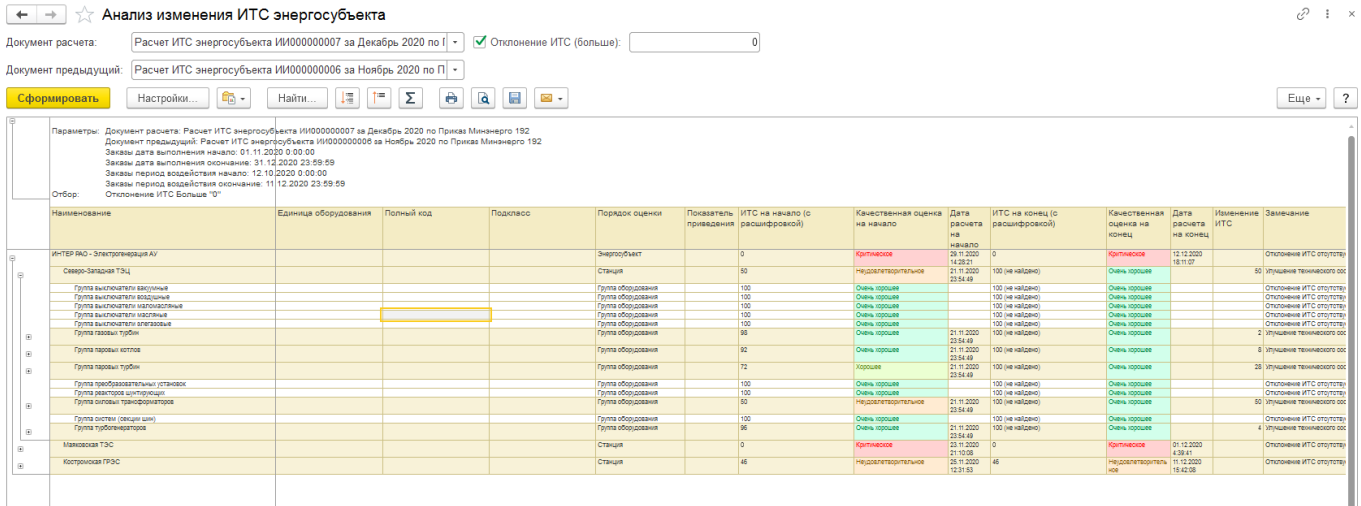 Анализ изменения ИТС энергосубъекта
Документ расчета: Расчет ИТС энергосубъекта ИИ000000007 за Декабрь 2020 по Г Отклонение ИТС (больше): 0
Документ предыдущий: Расчет ИТС энергосубъекта ИИ000000006 за Ноябрь 2020 по П
Сформировать Настройки... Найти... Σ Еще ?
Параметры: Документ расчета: Расчет ИТС энергосубъекта ИИ000000007 за Декабрь 2020 по Приказ Минэнерго 192
Документ предыдущий: Расчет ИТС энергосубъекта ИИ000000006 за Ноябрь 2020 по Приказ Минэнерго 192
Заказы дата выполнения начало: 01.11.2020 0:00:00
Заказы дата выполнения окончание: 31.12.2020 23:59:59
Заказы период воздействия начало: 12.10.2020 0:00:00
Заказы период воздействия окончание: 11.12.2020 23:59:59
Отбор: Отклонение ИТС Больше "0"
Наименование Единица оборудования Полный код Подкласс Порядок оценки Показатель ИТС на начало (с Качественная оценка Дата ИТС на конец (с Качественная Дата Изменение Замечание
приведения расшифровкой) на начало расчета расшифровкой) оценка на расчета ИТС
на конец на конец
начало
ИНТЕР РАО - Электрогенерация АУ Энергосубъект 0 Критическое 29.11.2020 0 Критическое 12.12.2020 Отклонение ИТС отсутству
14:28:21 18:11:07
Северо-Западная ТЭЦ Станция 50 Неудовлетворительное 21.11.2020 100 (не найдено) Очень хорошее 50 Улучшение технического сос
23:54:49
Группа выключатели вакуумные Группа оборудования 100 Очень хорошее 100 (не найдено) Очень хорошее Отклонение ИТС отсутству
Группа выключатели воздушные Группа оборудования 100 Очень хорошее 100 (не найдено) Очень хорошее Отклонение ИТС отсутству
Группа выключатели маломасляные Группа оборудования 100 Очень хорошее 100 (не найдено) Очень хорошее Отклонение ИТС отсутству
Группа выключатели масляные Группа оборудования 100 Очень хорошее 100 (не найдено) Очень хорошее Отклонение ИТС отсутству
Группа выключатели элегазовые Группа оборудования 100 Очень хорошее 100 (не найдено) Очень хорошее Отклонение ИТС отсутству
Группа газовых турбин Группа оборудования 98 Очень хорошее 21.11.2020 100 (не найдено) Очень хорошее 2 Улучшение технического сос
23:54:49
Группа паровых котлов Группа оборудования 92 Очень хорошее 21.11.2020 100 (не найдено) Очень хорошее 8 Улучшение технического сос
23:54:49
Группа паровых турбин Группа оборудования 72 Хорошее 21.11.2020 100 (не найдено) Очень хорошее 28 Улучшение технического сос
23:54:49
Группа преобразовательных установок Группа оборудования 100 Очень хорошее 100 (не найдено) Очень хорошее Отклонение ИТС отсутству
Группа реакторов шунтирующих Группа оборудования 100 Очень хорошее 100 (не найдено) Очень хорошее Отклонение ИТС отсутству
Группа силовых трансформаторов Группа оборудования 50 Неудовлетворительное 21.11.2020 100 (не найдено) Очень хорошее 50 Улучшение технического сос
23:54:49
Группа систем (секции шин) Группа оборудования 100 Очень хорошее 100 (не найдено) Очень хорошее Отклонение ИТС отсутству
Группа турбогенераторов Группа оборудования 96 Очень хорошее 21.11.2020 100 (не найдено) Очень хорошее 4 Улучшение технического сос
23:54:49
Маяковская ТЭС Станция 0 Критическое 23.11.2020 0 Критическое 01.12.2020 Отклонение ИТС отсутству
21:10:08 4:39:41
Костромская ГРЭС Станция 46 Неудовлетворительное 25.11.2020 46 Неудовлетворитель 11.12.2020 Отклонение ИТС отсутству
12:31:53 ное 15:42:08